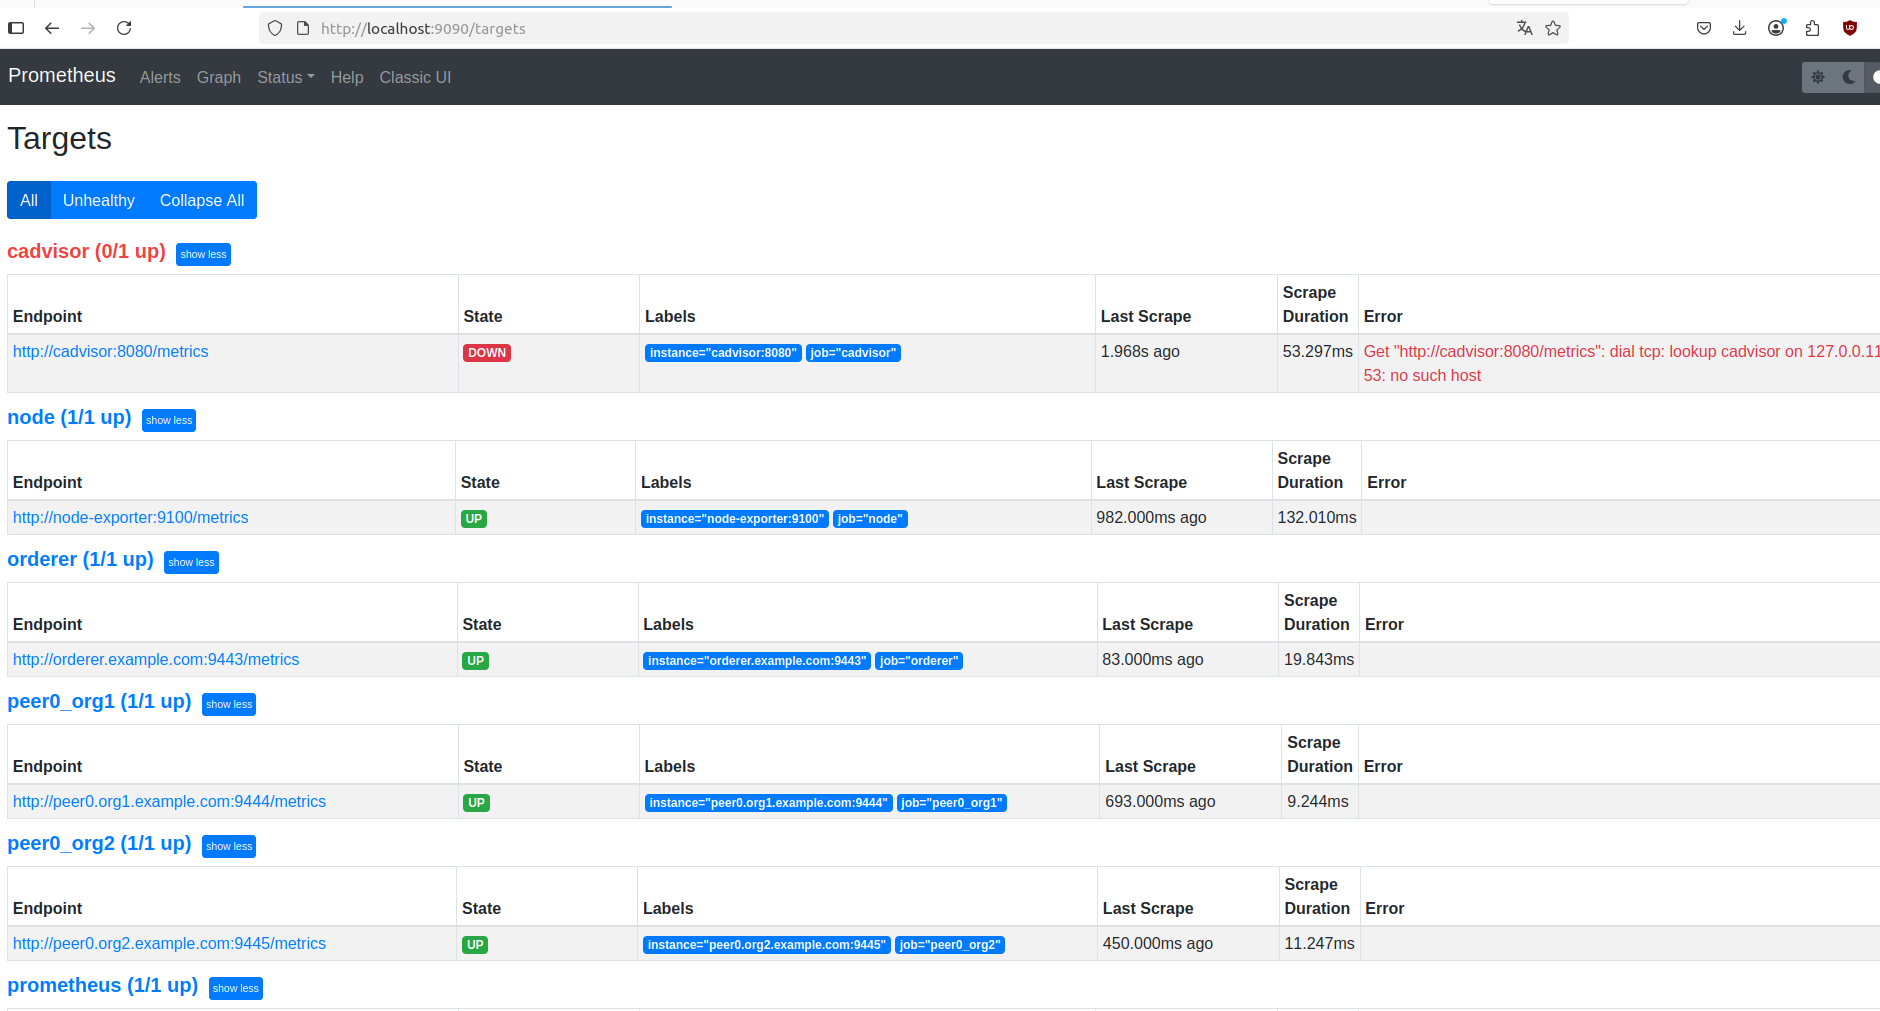 http://localhost:9090/targets
Prometheus Alerts Graph Status Help Classic UI
Targets
All Unhealthy Collapse All
cadvisor (0/1 up) show less
Endpoint State Labels Last Scrape Scrape Duration Error
http://cadvisor:8080/metrics DOWN instance="cadvisor:8080" job="cadvisor" 1.968s ago 53.297ms Get "http://cadvisor:8080/metrics": dial tcp: lookup cadvisor on 127.0.0.11
53: no such host
node (1/1 up) show less
Endpoint State Labels Last Scrape Scrape Duration Error
http://node-exporter:9100/metrics UP instance="node-exporter:9100" job="node" 982.000ms ago 132.010ms
orderer (1/1 up) show less
Endpoint State Labels Last Scrape Scrape Duration Error
http://orderer.example.com:9443/metrics UP instance="orderer.example.com:9443" job="orderer" 83.000ms ago 19.843ms
peer0_org1 (1/1 up) show less
Endpoint State Labels Last Scrape Scrape Duration Error
http://peer0.org1.example.com:9444/metrics UP instance="peer0.org1.example.com:9444" job="peer0_org1" 693.000ms ago 9.244ms
peer0_org2 (1/1 up) show less
Endpoint State Labels Last Scrape Scrape Duration Error
http://peer0.org2.example.com:9445/metrics UP instance="peer0.org2.example.com:9445" job="peer0_org2" 450.000ms ago 11.247ms
prometheus (1/1 up) show less